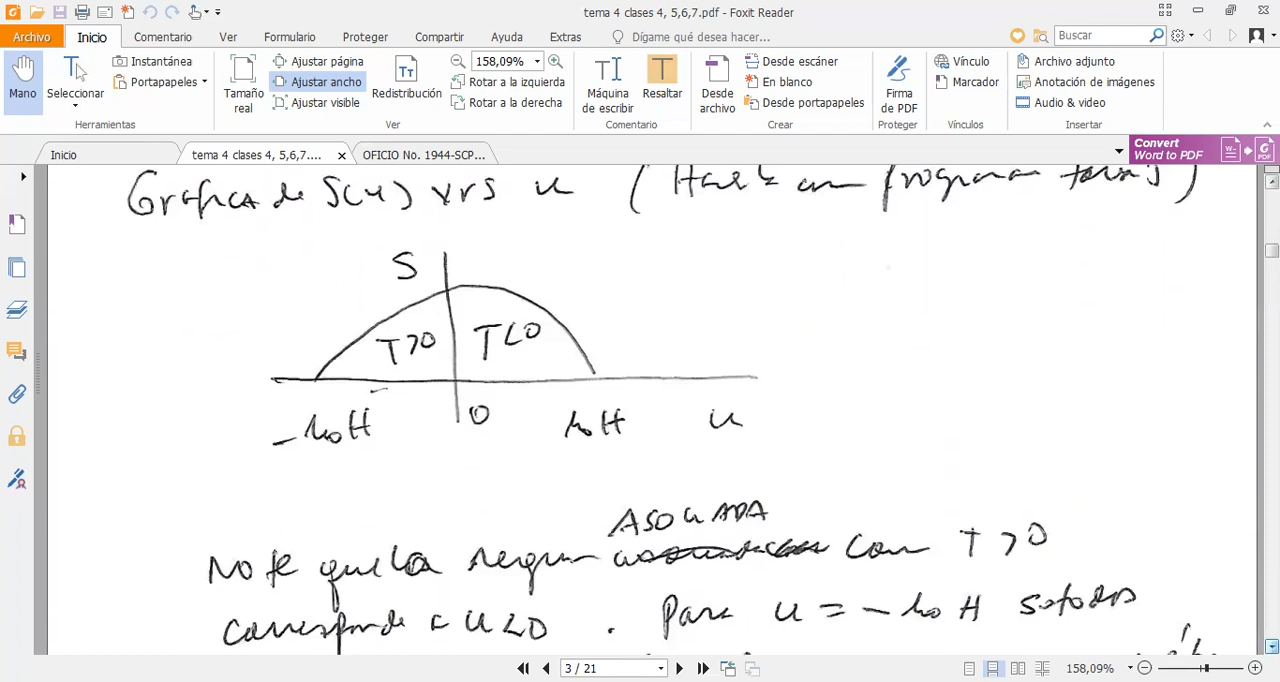 tema 4 clases 4, 5,6,7.pdf - Foxit Reader
Archivo Inicio Comentario Ver Formulario Proteger Compartir Ayuda Extras Dígame qué desea hacer... Buscar
Mano
Seleccionar
Instantánea
Portapapeles
Herramientas
Tamaño real
Ajustar página
Ajustar ancho
Ajustar visible
Redistribución
158,09%
Rotar a la izquierda
Rotar a la derecha
Ver
Máquina de escribir
Resaltar
Comentario
Desde archivo
Desde escáner
En blanco
Desde portapapeles
Crear
Firma de PDF
Proteger
Vínculo
Marcador
Vínculos
Archivo adjunto
Anotación de imágenes
Audio & video
Insertar
Inicio
tema 4 clases 4, 5,6,7....
OFICIO No. 1944-SCP...
Convert
Word to PDF
Grafica de S(u) vrs u (
S
T>0 T<0
0 u
ASOCIADA
Note que la region con T>0
corresponde a U<0 . Para u = -
3 / 21
158,09%